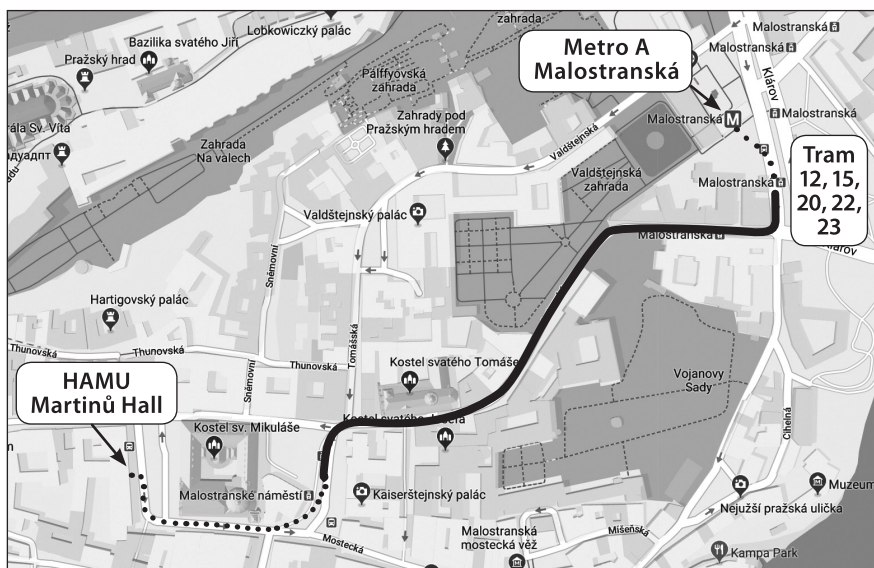 Lobkowiczký palác
zahrada
Bazilika svatého Jiří
Pražský hrad
Metro A
Malostranská
Malostranská
Malostranská
Klárov
Pálffyovská
zahrada
Zahrady pod
Pražským hradem
Malostranská
Malostranská
Zahrada
Na valech
Valdštejnská
Valdštejnská
zahrada
Malostranská
Tram
12, 15,
20, 22,
23
Valdštejnský palác
Malostranská
Klárov
Sněmovní
Hartigovský palác
Tomášská
Thunovská
Thunovská
Thunovská
Kostel svatého Tomáše
Vojanovy
Sady
HAMU
Martinů Hall
Sněmovní
Kostel sv. Mikuláše
Cihelná
Malostranské náměstí
Kaiserštejnský palác
Muzeum
Nejužší pražská ulička
Mostecká
Malostranská
mostecká věž
Míšeňská
Kampa Park